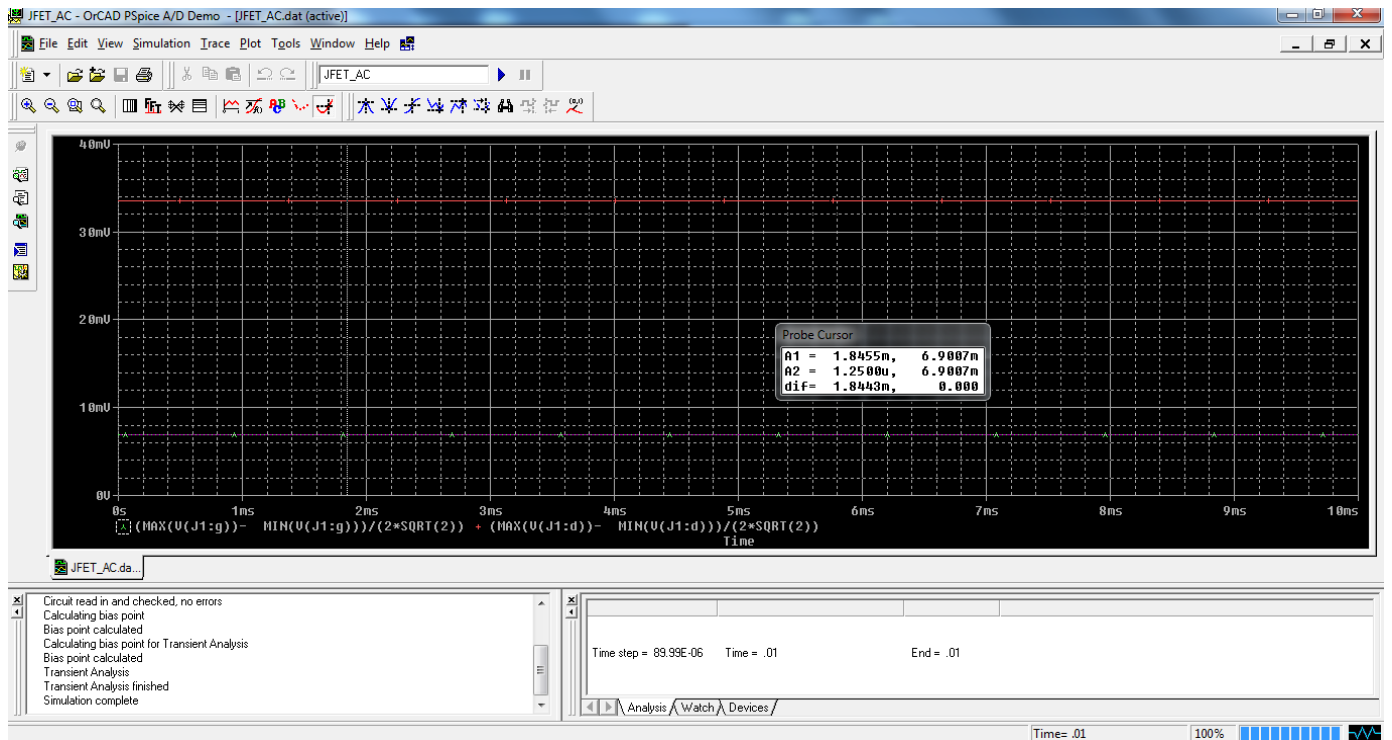 JFET_AC - OrCAD PSpice A/D Demo - [JFET_AC.dat (active)]
File Edit View Simulation Trace Plot Tools Window Help
JFET_AC
40mV
30mV
20mV
10mV
0V
Probe Cursor
A1 = 1.8455m, 6.9007m
A2 = 1.2500u, 6.9007m
dif= 1.8443m, 0.000
0s 1ms 2ms 3ms 4ms 5ms 6ms 7ms 8ms 9ms 10ms
(MAX(V(J1:g))- MIN(V(J1:g)))/(2*SQRT(2)) + (MAX(V(J1:d))- MIN(V(J1:d)))/(2*SQRT(2))
Time
JFET_AC.da...
Circuit read in and checked, no errors
Calculating bias point
Bias point calculated
Calculating bias point for Transient Analysis
Bias point calculated
Transient Analysis
Transient Analysis finished
Simulation complete
Time step = 89.99E-06 Time = .01 End = .01
Analysis Watch Devices
Time= .01 100%